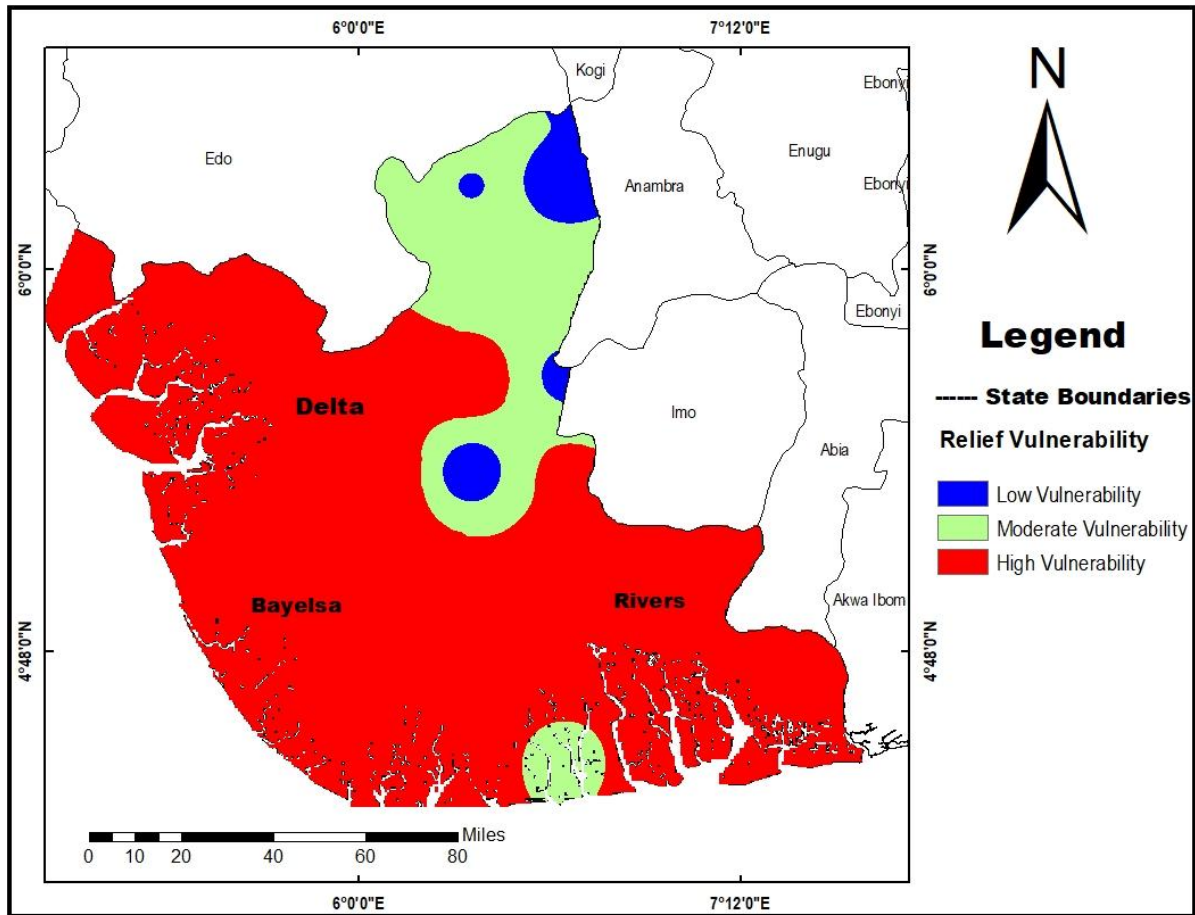 6°0'0"E
7°12'0"E
Kogi
Ebonyi
Edo
Enugu
Anambra
Ebonyi
6°0'0"N
6°0'0"N
Ebonyi
Delta
Imo
Abia
Bayelsa
Rivers
Akwa Ibom
4°48'0"N
4°48'0"N
Miles
0 10 20 40 60 80
6°0'0"E
7°12'0"E
N
Legend
State Boundaries
Relief Vulnerability
Low Vulnerability
Moderate Vulnerability
High Vulnerability